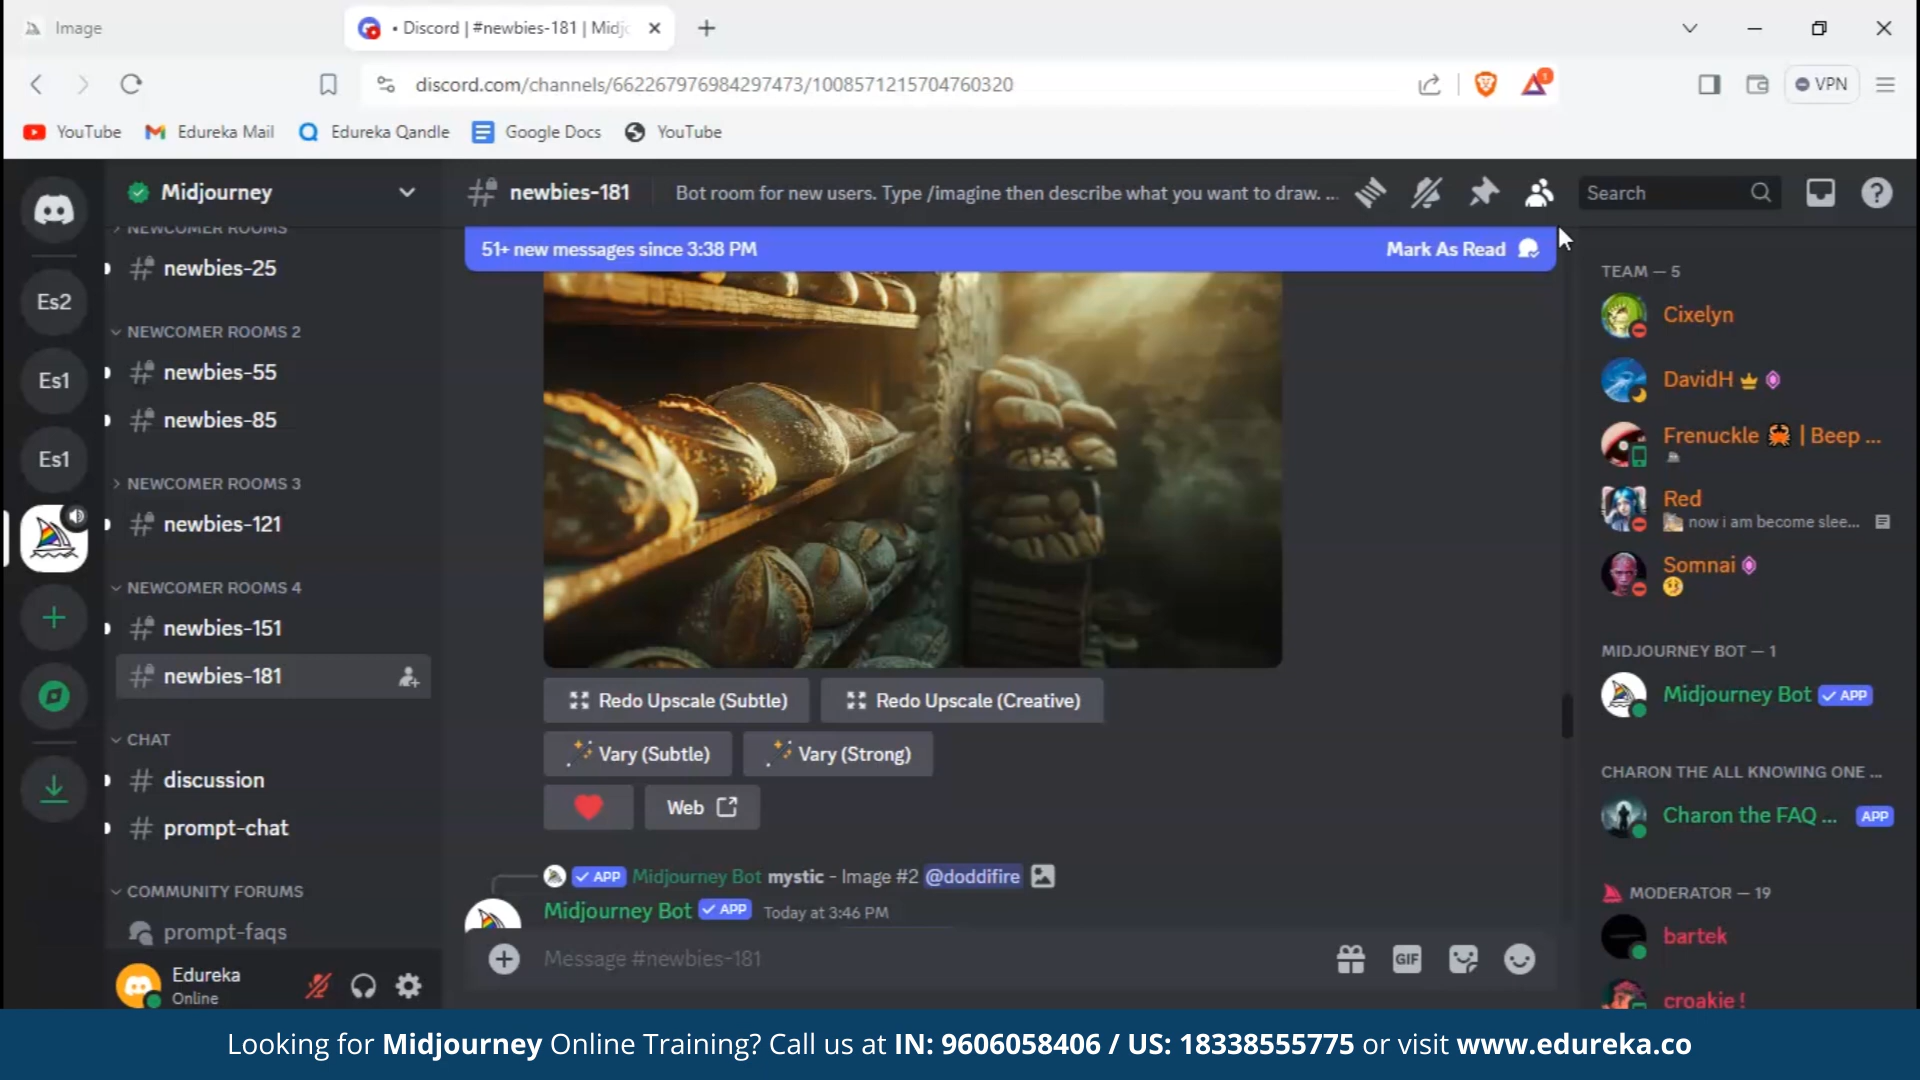 Image
• Discord | #newbies-181 | Midjo
discord.com/channels/662267976984297473/1008571215704760320
1
VPN
YouTube
Edureka Mail
Edureka Qandle
Google Docs
YouTube
Midjourney
newbies-181
Bot room for new users. Type /imagine then describe what you want to draw. ...
Search
51+ new messages since 3:38 PM
Mark As Read
Es2
Es1
Es1
NEWCOMER ROOMS
newbies-25
NEWCOMER ROOMS 2
newbies-55
newbies-85
NEWCOMER ROOMS 3
newbies-121
NEWCOMER ROOMS 4
newbies-151
newbies-181
CHAT
discussion
prompt-chat
COMMUNITY FORUMS
prompt-faqs
Edureka
Online
Redo Upscale (Subtle)
Redo Upscale (Creative)
Vary (Subtle)
Vary (Strong)
Web
APP Midjourney Bot mystic - Image #2 @doddifire
Midjourney Bot APP Today at 3:46 PM
Message #newbies-181
GIF
TEAM — 5
Cixelyn
DavidH
Frenuckle | Beep ...
Red
now i am become slee...
Somnai
MIDJOURNEY BOT — 1
Midjourney Bot APP
CHARON THE ALL KNOWING ONE ...
Charon the FAQ ... APP
MODERATOR — 19
bartek
croakie !
Looking for Midjourney Online Training? Call us at IN: 9606058406 / US: 18338555775 or visit www.edureka.co